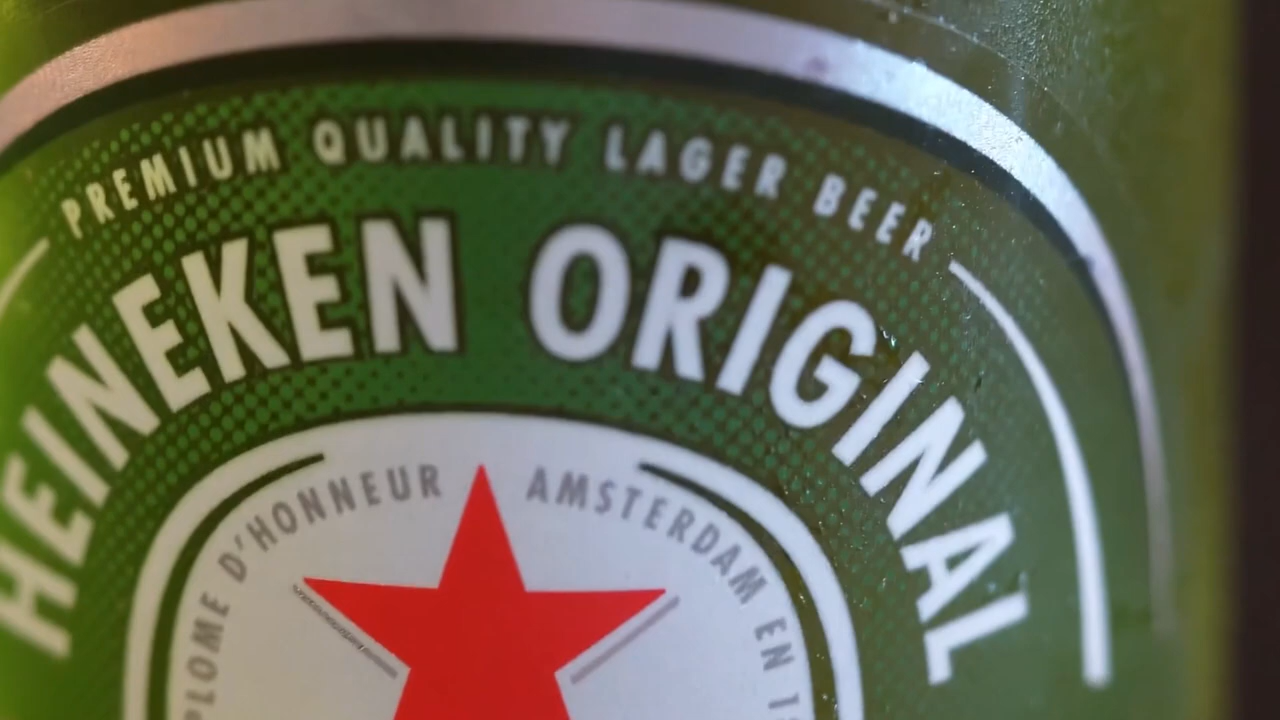 PREMIUM QUALITY LAGER BEER
HEINEKEN ORIGINAL
PLOME D'HONNEUR
AMSTERDAM EN